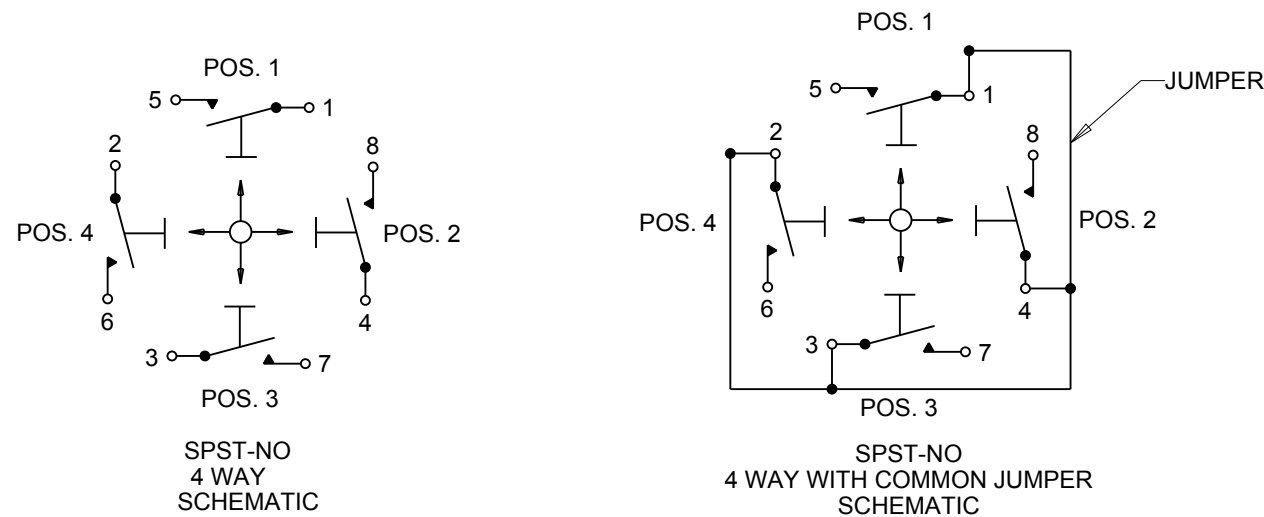 POS. 1
5
1
2
8
POS. 4
POS. 2
6
4
3
7
POS. 3
SPST-NO
4 WAY
SCHEMATIC
POS. 1
JUMPER
5
1
2
8
POS. 4
POS. 2
6
4
3
7
POS. 3
SPST-NO
4 WAY WITH COMMON JUMPER
SCHEMATIC